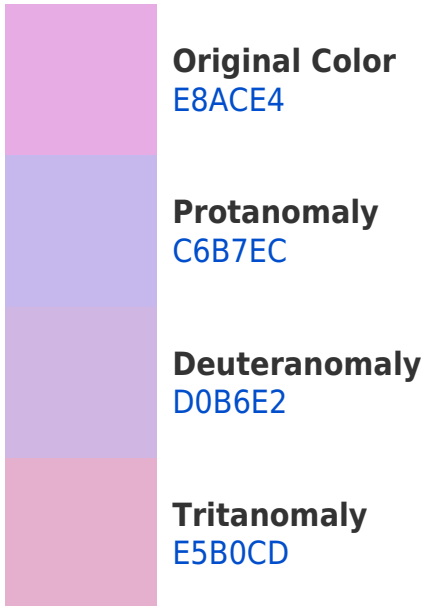 Original Color
E8ACE4
Protanomaly
C6B7EC
Deuteranomaly
D0B6E2
Tritanomaly
E5B0CD